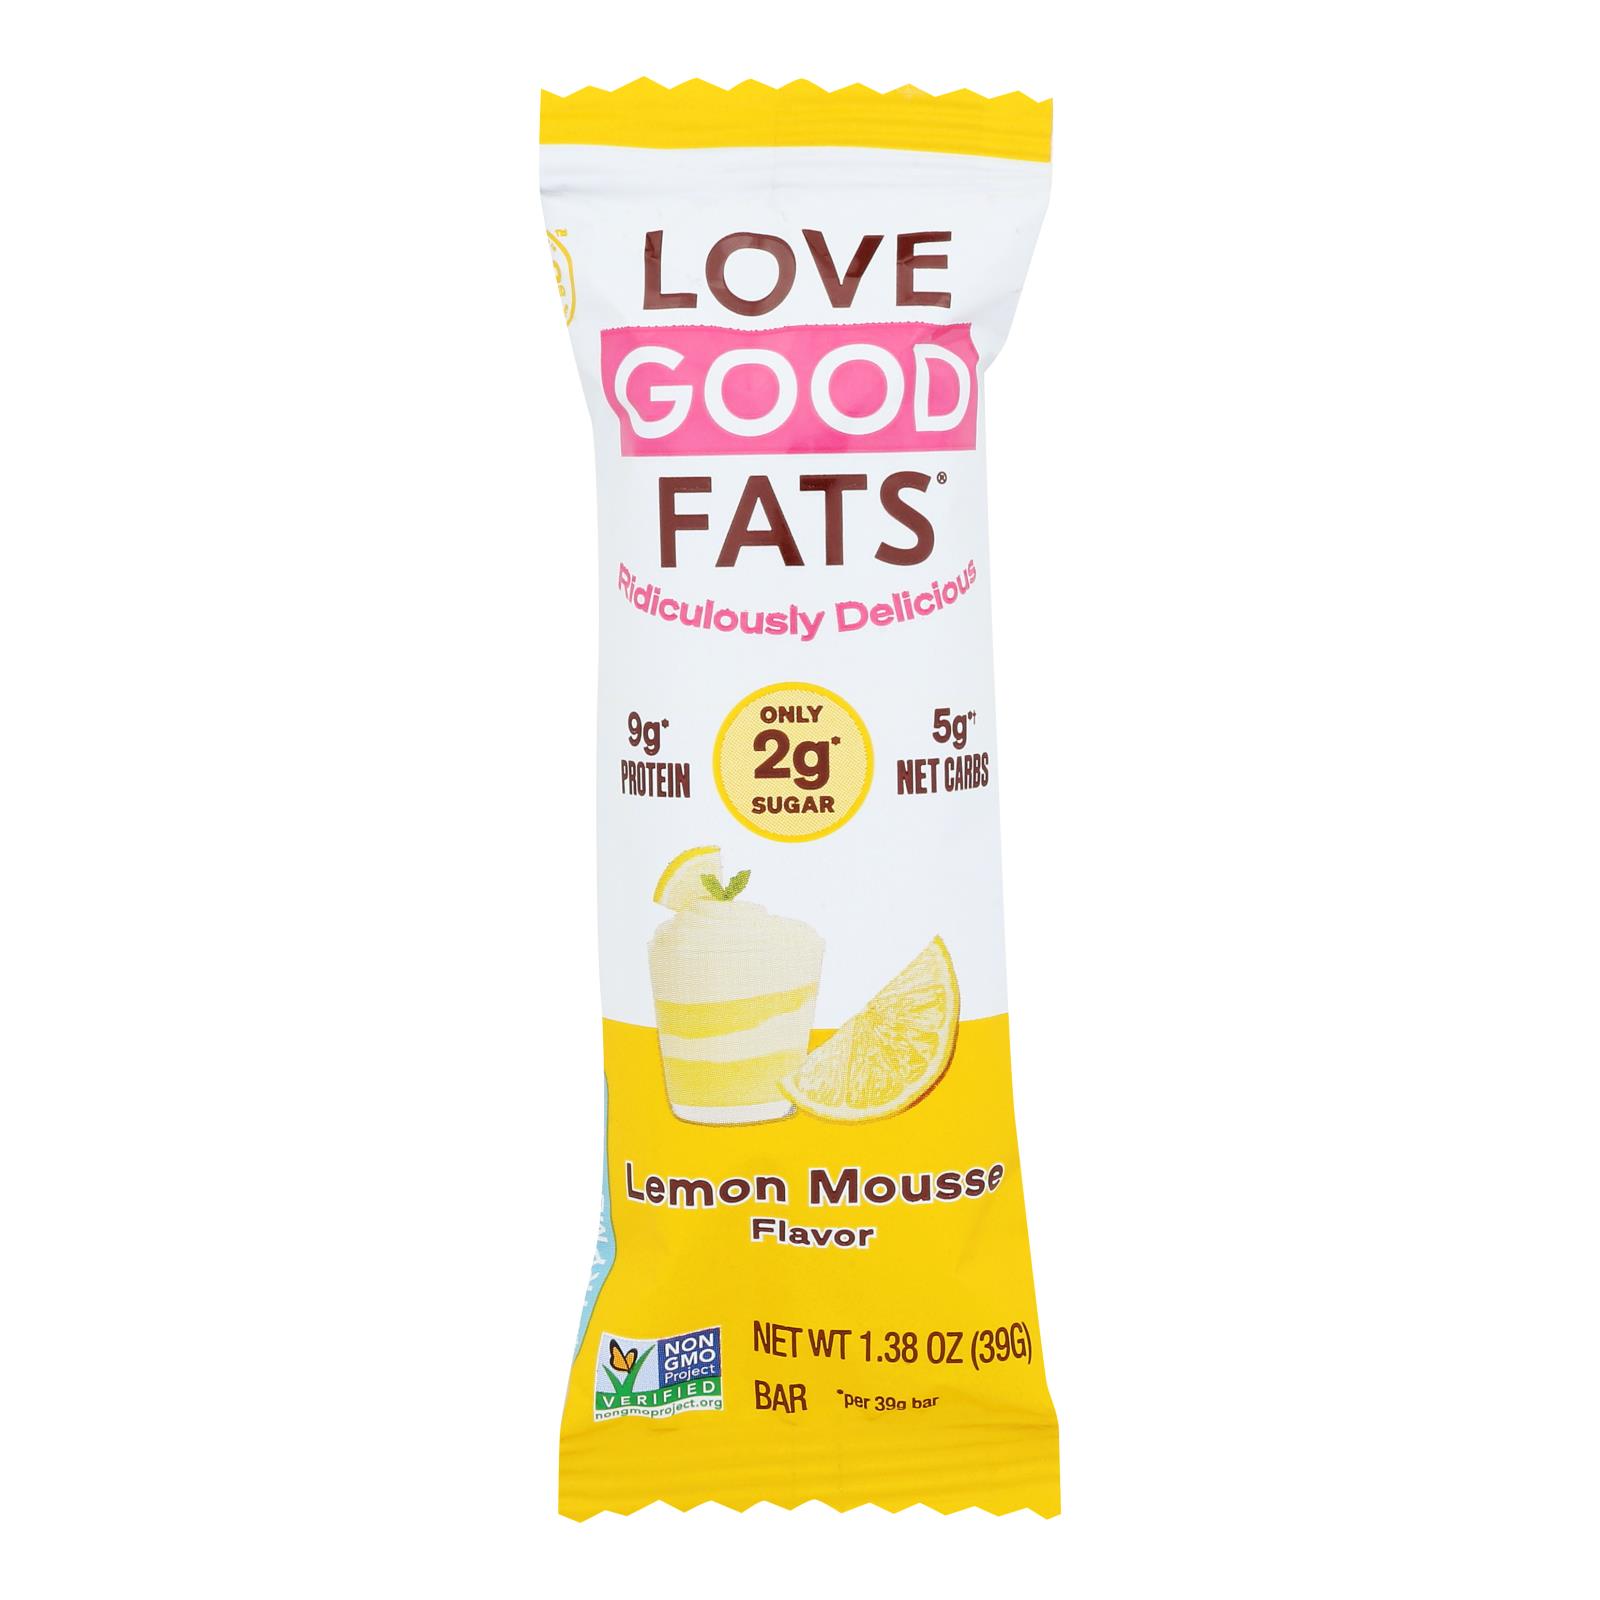 LOVE
GOOD
FATS®
Ridiculously Delicious
9g*
PROTEIN
ONLY
2g*
SUGAR
5g*†
NET CARBS
Lemon Mousse
Flavor
NON
GMO
Project
VERIFIED
nongmoproject.org
NET WT 1.38 OZ (39G)
BAR *per 39g bar